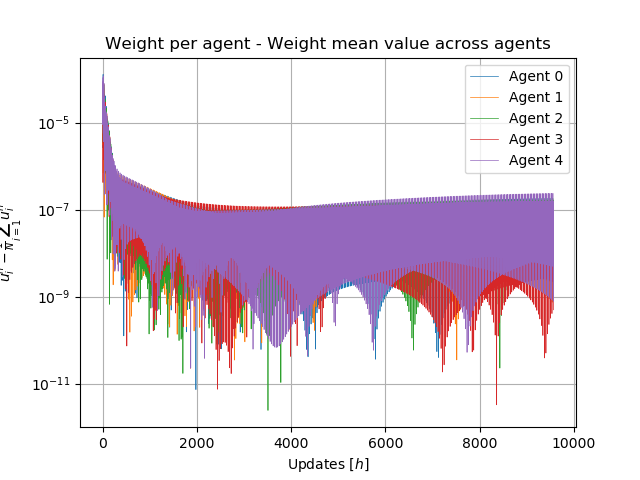 Weight per agent - Weight mean value across agents
Agent 0
Agent 1
Agent 2
Agent 3
Agent 4
10⁻⁵
10⁻⁷
10⁻⁹
10⁻¹¹
0 2000 4000 6000 8000 10000
Updates [h]